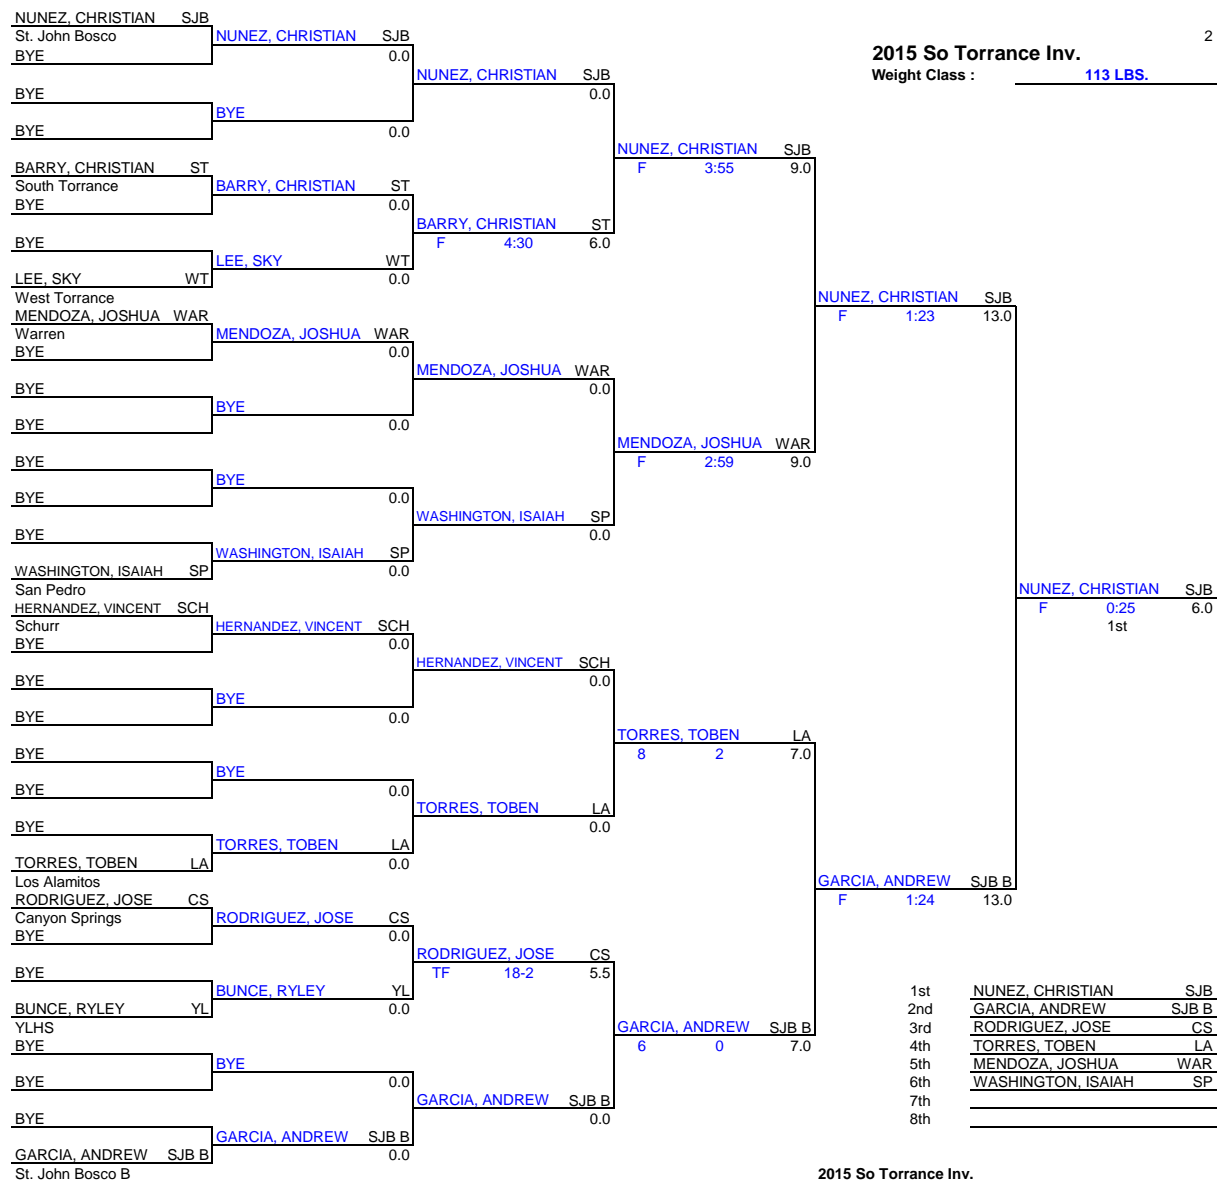 NUNEZ, CHRISTIAN SJB
St. John Bosco
BYE
BYE
BYE
BARRY, CHRISTIAN ST
South Torrance
BYE
BYE
LEE, SKY WT
West Torrance
MENDOZA, JOSHUA WAR
Warren
BYE
BYE
BYE
BYE
BYE
BYE
WASHINGTON, ISAIAH SP
San Pedro
HERNANDEZ, VINCENT SCH
Schurr
BYE
BYE
BYE
BYE
BYE
BYE
TORRES, TOBEN LA
Los Alamitos
RODRIGUEZ, JOSE CS
Canyon Springs
BYE
BYE
BUNCE, RYLEY YL
YLHS
BYE
BYE
BYE
GARCIA, ANDREW SJB B
St. John Bosco B
NUNEZ, CHRISTIAN SJB
0.0
BYE
0.0
BARRY, CHRISTIAN ST
0.0
LEE, SKY WT
0.0
MENDOZA, JOSHUA WAR
0.0
BYE
0.0
BYE
0.0
WASHINGTON, ISAIAH SP
0.0
HERNANDEZ, VINCENT SCH
0.0
BYE
0.0
BYE
0.0
TORRES, TOBEN LA
0.0
RODRIGUEZ, JOSE CS
0.0
BUNCE, RYLEY YL
0.0
BYE
0.0
GARCIA, ANDREW SJB B
0.0
NUNEZ, CHRISTIAN SJB
0.0
BARRY, CHRISTIAN ST
F 4:30 6.0
MENDOZA, JOSHUA WAR
0.0
WASHINGTON, ISAIAH SP
0.0
HERNANDEZ, VINCENT SCH
0.0
TORRES, TOBEN LA
0.0
RODRIGUEZ, JOSE CS
TF 18-2 5.5
GARCIA, ANDREW SJB B
0.0
NUNEZ, CHRISTIAN SJB
F 3:55 9.0
MENDOZA, JOSHUA WAR
F 2:59 9.0
TORRES, TOBEN LA
8 2 7.0
GARCIA, ANDREW SJB B
6 0 7.0
NUNEZ, CHRISTIAN SJB
F 1:23 13.0
GARCIA, ANDREW SJB B
F 1:24 13.0
NUNEZ, CHRISTIAN SJB
F 0:25 6.0
1st
2
2015 So Torrance Inv.
Weight Class : 113 LBS.
1st NUNEZ, CHRISTIAN SJB
2nd GARCIA, ANDREW SJB B
3rd RODRIGUEZ, JOSE CS
4th TORRES, TOBEN LA
5th MENDOZA, JOSHUA WAR
6th WASHINGTON, ISAIAH SP
7th
8th
2015 So Torrance Inv.